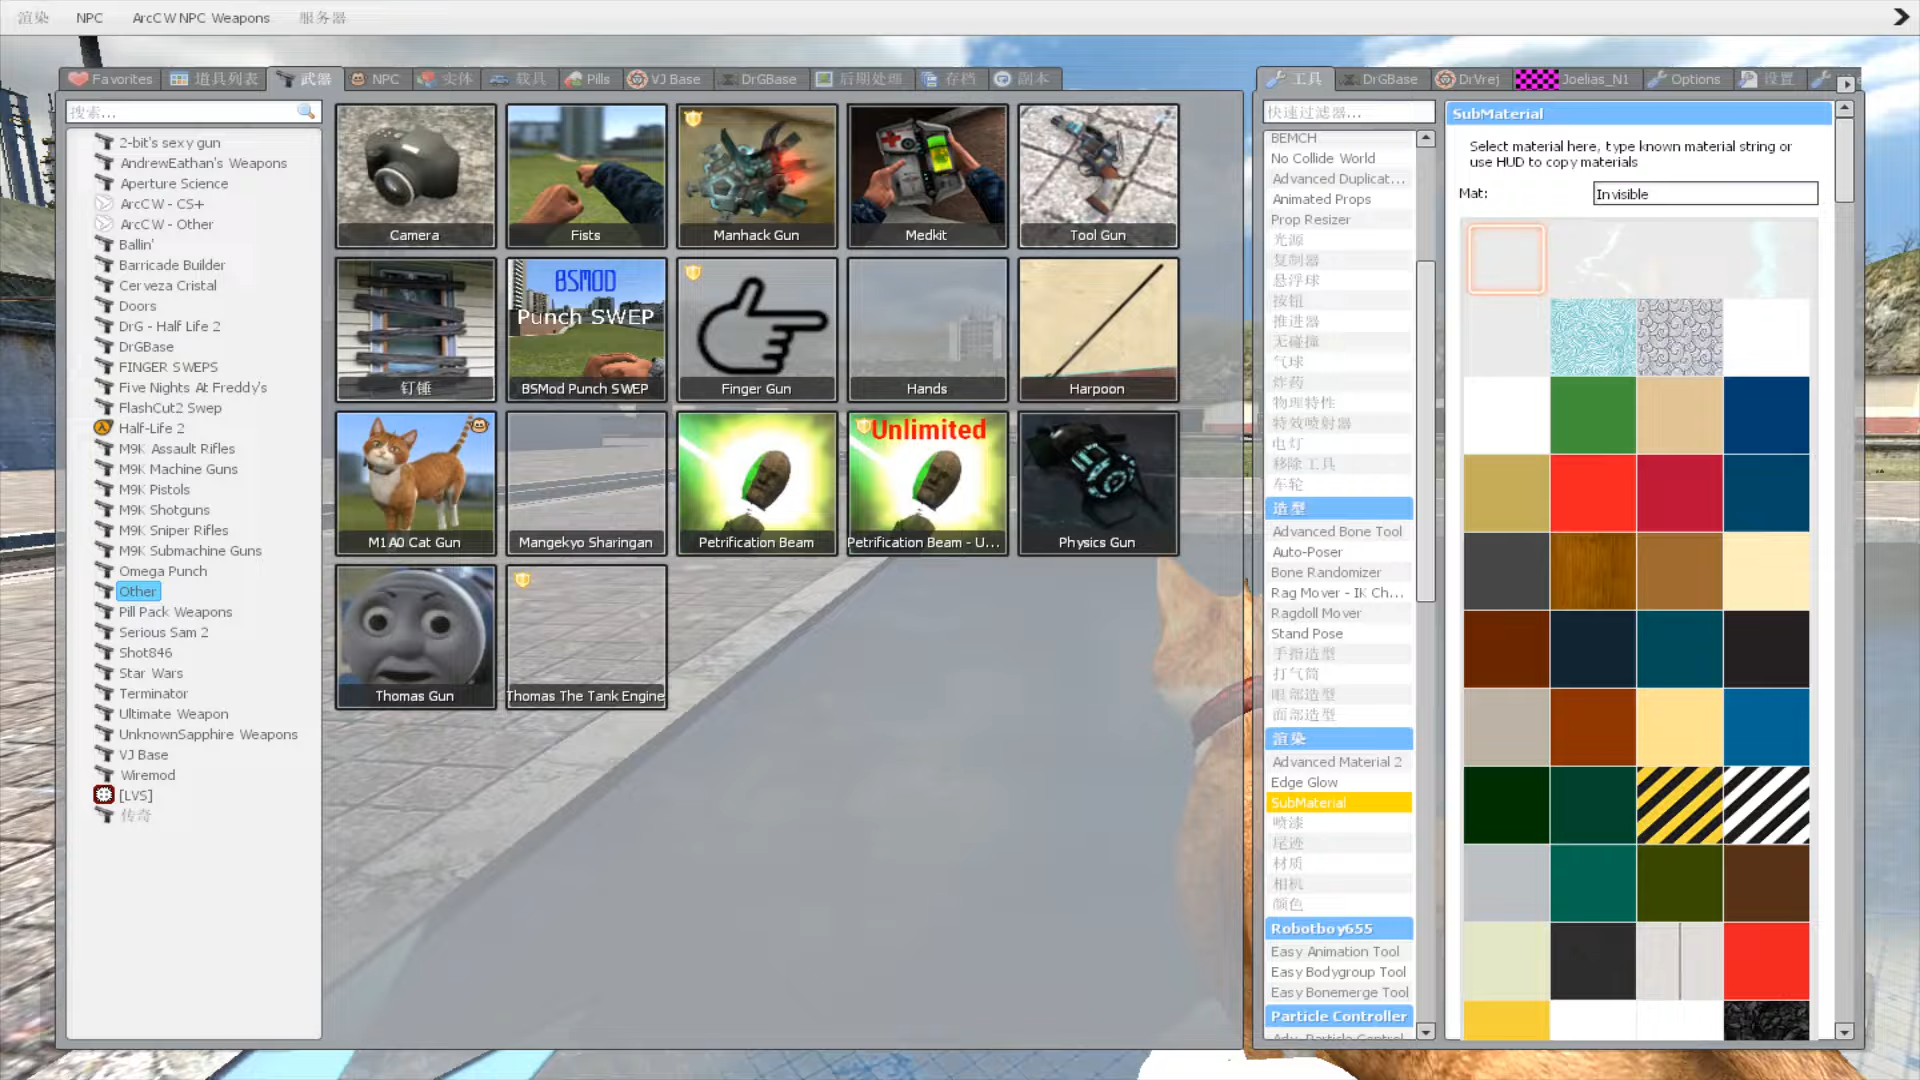 渲染 NPC ArcCW NPC Weapons 服务器
Favorites 道具列表 武器 NPC 实体 载具 Pills VJ Base DrGBase 后期处理 存档 副本
搜索...
2-bit's sexy gun
AndrewEathan's Weapons
Aperture Science
ArcCW - CS+
ArcCW - Other
Ballin'
Barricade Builder
Cerveza Cristal
Doors
DrG - Half Life 2
DrGBase
FINGER SWEPS
Five Nights At Freddy's
FlashCut2 Swep
Half-Life 2
M9K Assault Rifles
M9K Machine Guns
M9K Pistols
M9K Shotguns
M9K Sniper Rifles
M9K Submachine Guns
Omega Punch
Other
Pill Pack Weapons
Serious Sam 2
Shot846
Star Wars
Terminator
Ultimate Weapon
UnknownSapphire Weapons
VJ Base
Wiremod
[LVS]
传奇
Camera
Fists
Manhack Gun
Medkit
Tool Gun
钉锤
BSMOD
Punch SWEP
BSMod Punch SWEP
Finger Gun
Hands
Harpoon
M1A0 Cat Gun
Mangekyo Sharingan
Petrification Beam
Unlimited
Petrification Beam - U...
Physics Gun
Thomas Gun
Thomas The Tank Engine
工具 DrGBase DrVrej Joelias_N1 Options 设置
快速过滤器...
BEMCH
No Collide World
Advanced Duplicat...
Animated Props
Prop Resizer
光源
复制器
悬浮球
按钮
推进器
无碰撞
气球
炸药
物理特性
特效喷射器
电灯
移除工具
车轮
造型
Advanced Bone Tool
Auto-Poser
Bone Randomizer
Rag Mover - IK Ch...
Ragdoll Mover
Stand Pose
手指造型
打气筒
眼部造型
面部造型
渲染
Advanced Material 2
Edge Glow
SubMaterial
喷漆
尾迹
材质
相机
颜色
Robotboy655
Easy Animation Tool
Easy Bodygroup Tool
Easy Bonemerge Tool
Particle Controller
Adv. Particle Control
SubMaterial
Select material here, type known material string or
use HUD to copy materials
Mat: Invisible